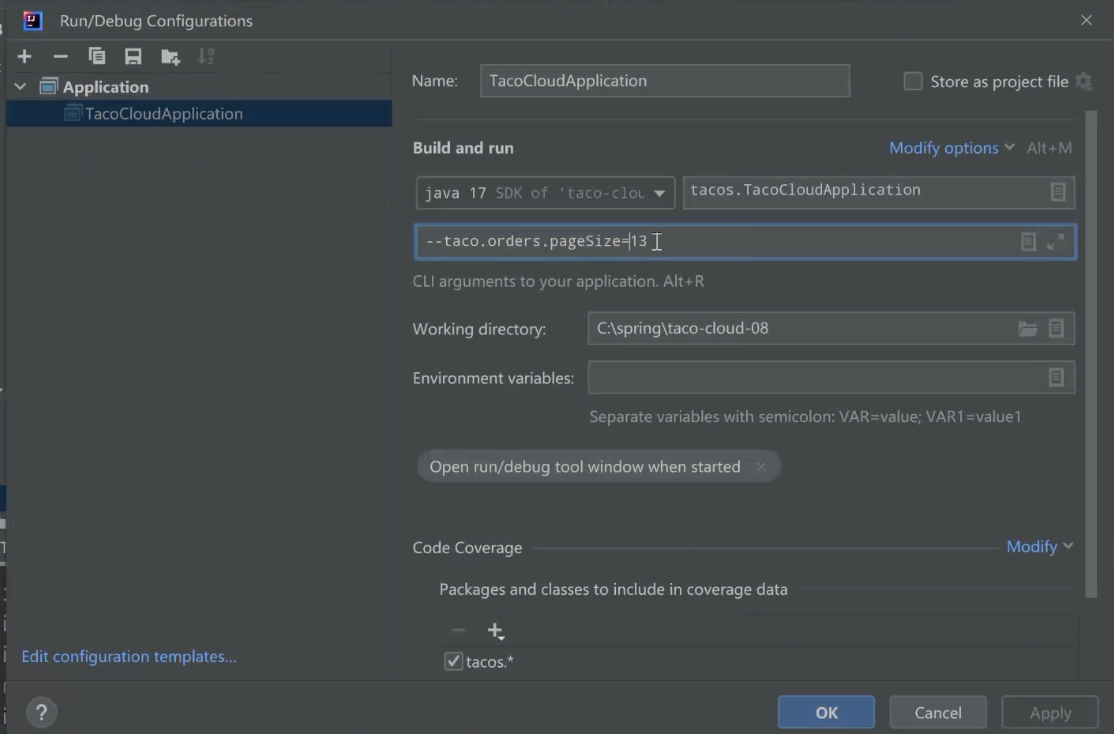 Run/Debug Configurations
Application
TacoCloudApplication
Name: TacoCloudApplication Store as project file
Build and run Modify options Alt+M
java 17 SDK of 'taco-clou tacos.TacoCloudApplication
--taco.orders.pageSize=13
CLI arguments to your application. Alt+R
Working directory: C:\spring\taco-cloud-08
Environment variables:
Separate variables with semicolon: VAR=value; VAR1=value1
Open run/debug tool window when started
Code Coverage Modify
Packages and classes to include in coverage data
tacos.*
Edit configuration templates...
? OK Cancel Apply